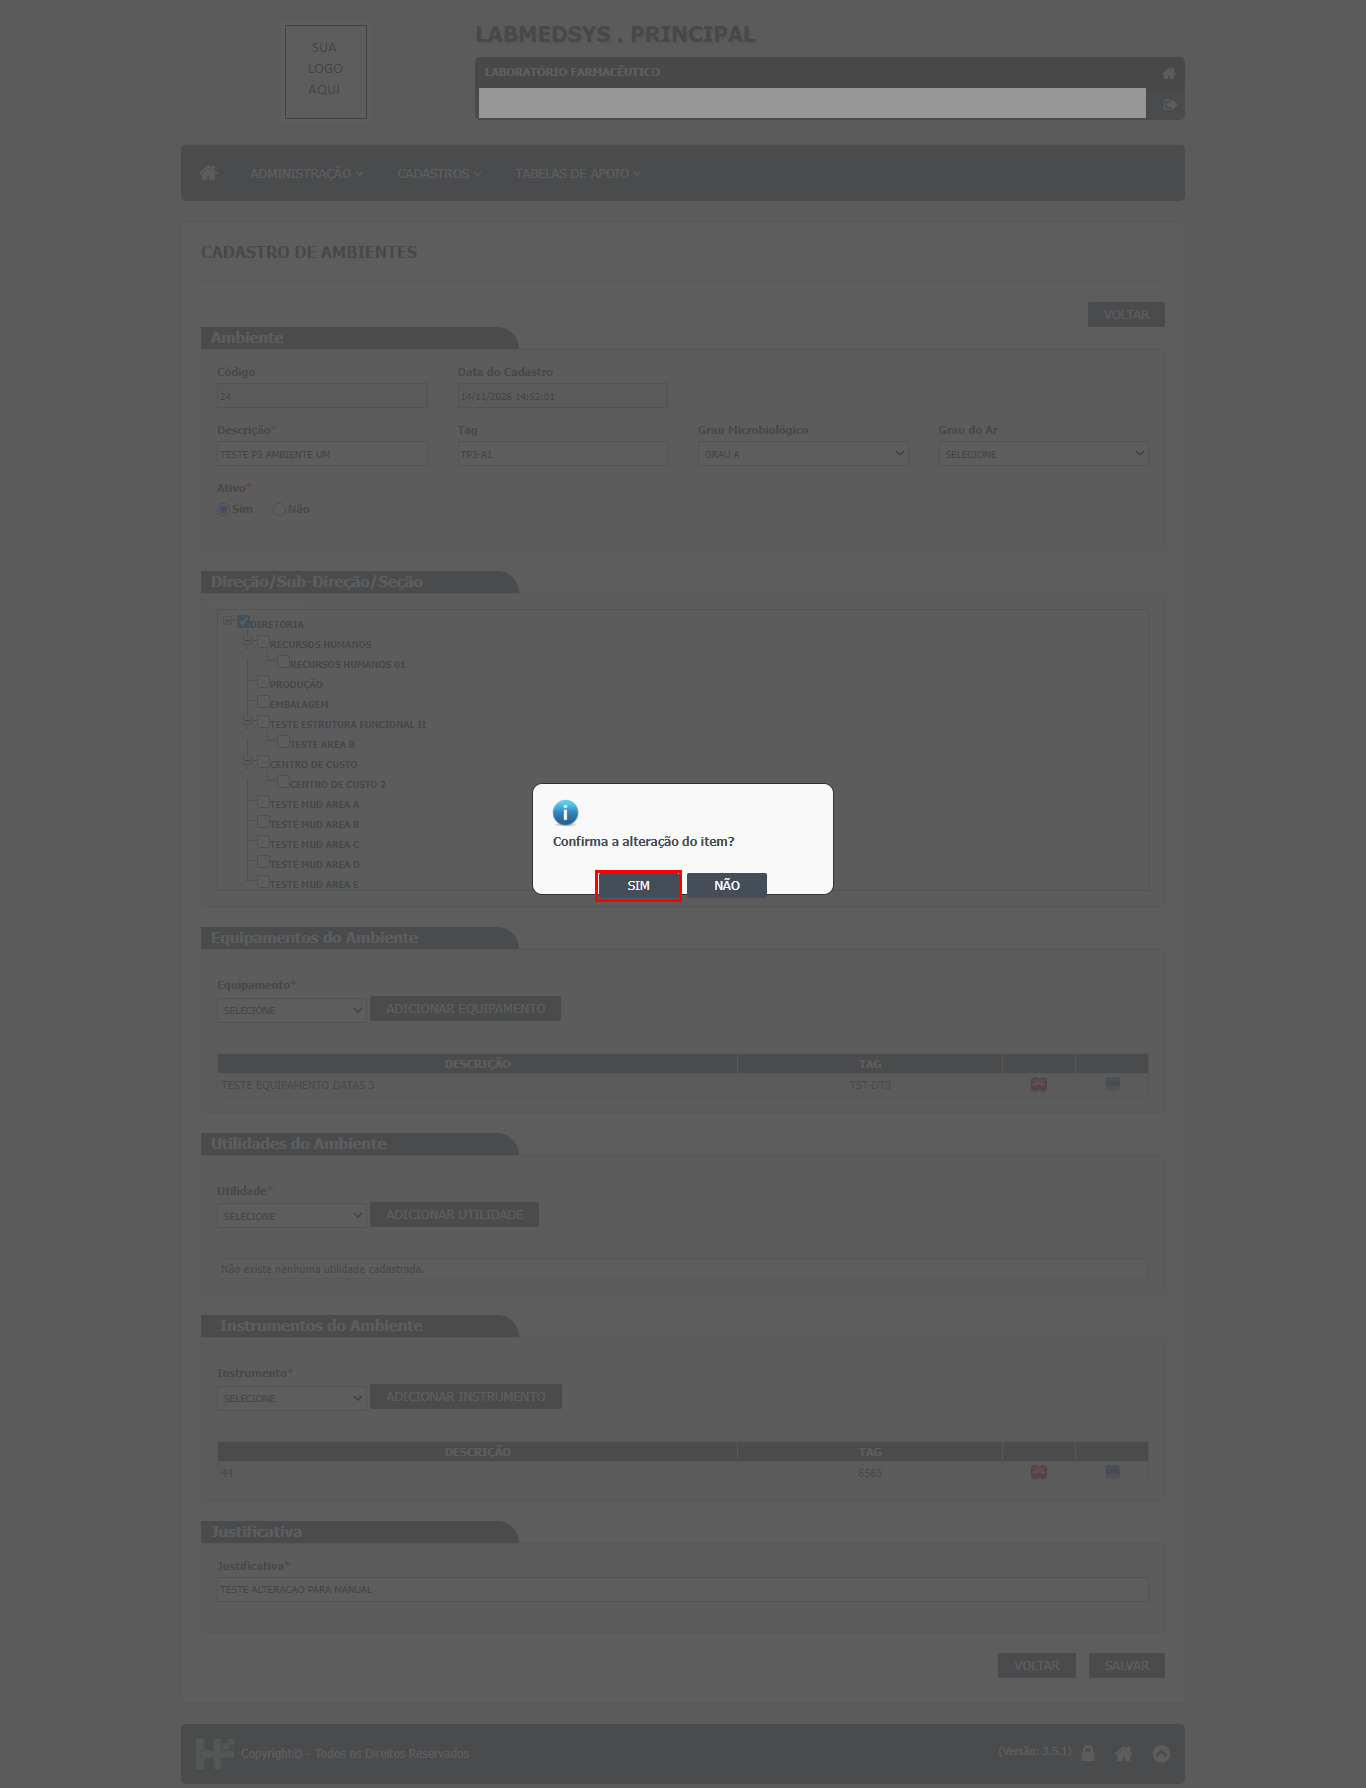 SUA
LOGO
AQUI
LABMEDSYS . PRINCIPAL
LABORATÓRIO FARMACÊUTICO
ADMINISTRAÇÃO
CADASTROS
TABELAS DE APOIO
CADASTRO DE AMBIENTES
VOLTAR
Ambiente
Código
Data do Cadastro
24
14/11/2026 14:52:01
Descrição*
Tag
Grau Microbiológico
Grau do Ar
TESTE P3 AMBIENTE UM
TP3-A1
GRAU A
SELECIONE
Ativo*
Sim
Não
Direção/Sub-Direção/Seção
DIRETORIA
RECURSOS HUMANOS
RECURSOS HUMANOS 01
PRODUÇÃO
EMBALAGEM
TESTE ESTRUTURA FUNCIONAL II
TESTE AREA B
CENTRO DE CUSTO
CENTRO DE CUSTO 2
TESTE MUD AREA A
TESTE MUD AREA B
TESTE MUD AREA C
TESTE MUD AREA D
TESTE MUD AREA E
Confirma a alteração do item?
SIM
NÃO
Equipamentos do Ambiente
Equipamento*
SELECIONE
ADICIONAR EQUIPAMENTO
DESCRIÇÃO
TAG
TESTE EQUIPAMENTO DATAS 3
TST-DT3
Utilidades do Ambiente
Utilidade*
SELECIONE
ADICIONAR UTILIDADE
Não existe nenhuma utilidade cadastrada.
Instrumentos do Ambiente
Instrumento*
SELECIONE
ADICIONAR INSTRUMENTO
DESCRIÇÃO
TAG
44
6565
Justificativa
Justificativa*
TESTE ALTERACAO PARA MANUAL
VOLTAR
SALVAR
Copyright© - Todos os Direitos Reservados
(Versão: 3.5.1)